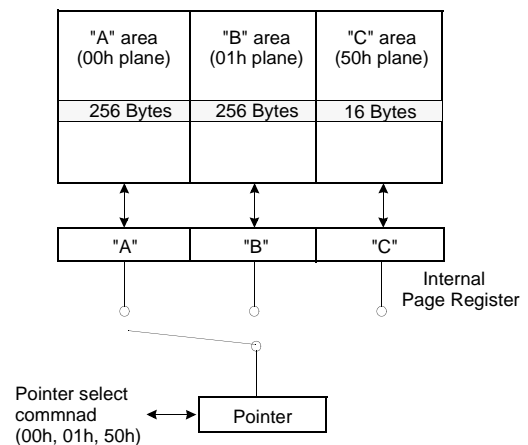 "A" area "B" area "C" area
(00h plane) (01h plane) (50h plane)
256 Bytes 256 Bytes 16 Bytes
"A" "B" "C"
Internal
Page Register
Pointer select
commnad
(00h, 01h, 50h)
Pointer